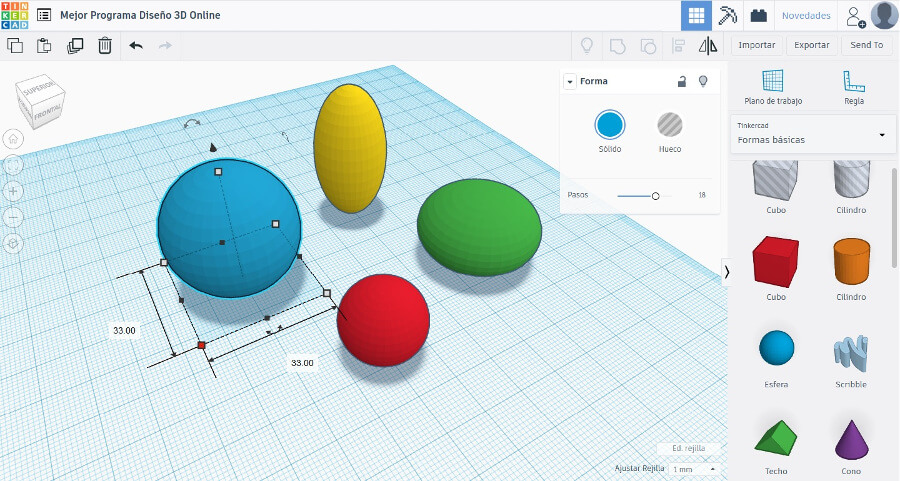 TIN
KER
CAD
Mejor Programa Diseño 3D Online
Novedades
Importar
Exportar
Send To
SUPERIOR
FRONTAL
Forma
Sólido
Hueco
Pasos
18
Plano de trabajo
Regla
Tinkercad
Formas básicas
Cubo
Cilindro
Cubo
Cilindro
Esfera
Scribble
Techo
Cono
33.00
33.00
Ed. rejilla
Ajustar Rejilla
1 mm